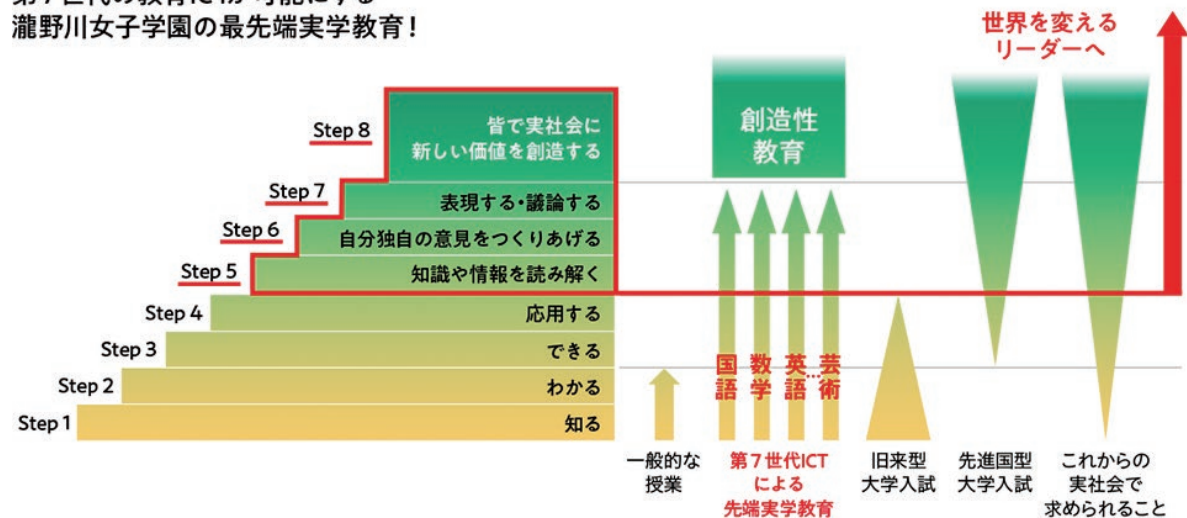 瀧野川女子学園の最先端実学教育!
世界を変える
リーダーへ
Step 8
皆で実社会に
新しい価値を創造する
創造性
教育
Step 7
表現する・議論する
Step 6
自分独自の意見をつくりあげる
Step 5
知識や情報を読み解く
Step 4
応用する
Step 3
できる
Step 2
わかる
Step 1
知る
国語
数学
英語
…
芸術
一般的な
授業
第7世代ICT
による
先端実学教育
旧来型
大学入試
先進国型
大学入試
これからの
実社会で
求められること